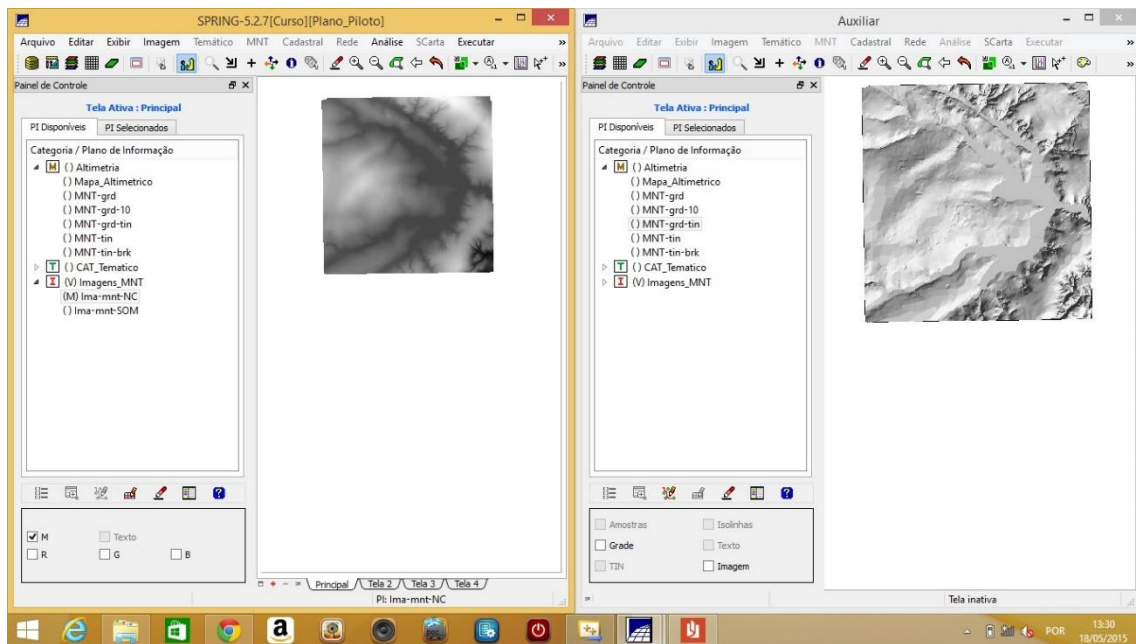 SPRING-5.2.7[Curso][Plano_Piloto]
Arquivo Editar Exibir Imagem Temático MNT Cadastral Rede Análise SCarta Executar »
Painel de Controle
Tela Ativa : Principal
PI Disponíveis PI Selecionados
Categoria / Plano de Informação
M () Altimetria
() Mapa_Altimetrico
() MNT-grd
() MNT-grd-10
() MNT-grd-tin
() MNT-tin
() MNT-tin-brk
T () CAT_Tematico
I (V) Imagens_MNT
(M) Ima-mnt-NC
() Ima-mnt-SOM
M Texto
R G B
Principal Tela 2 Tela 3 Tela 4
PI: Ima-mnt-NC
Auxiliar
Arquivo Editar Exibir Imagem Temático MNT Cadastral Rede Análise SCarta Executar »
Painel de Controle
Tela Ativa : Principal
PI Disponíveis PI Selecionados
Categoria / Plano de Informação
M () Altimetria
() Mapa_Altimetrico
() MNT-grd
() MNT-grd-10
() MNT-grd-tin
() MNT-tin
() MNT-tin-brk
T () CAT_Tematico
I (V) Imagens_MNT
Amostras Isolinhas
Grade Texto
TIN Imagem
Tela inativa
POR
13:30
18/05/2015